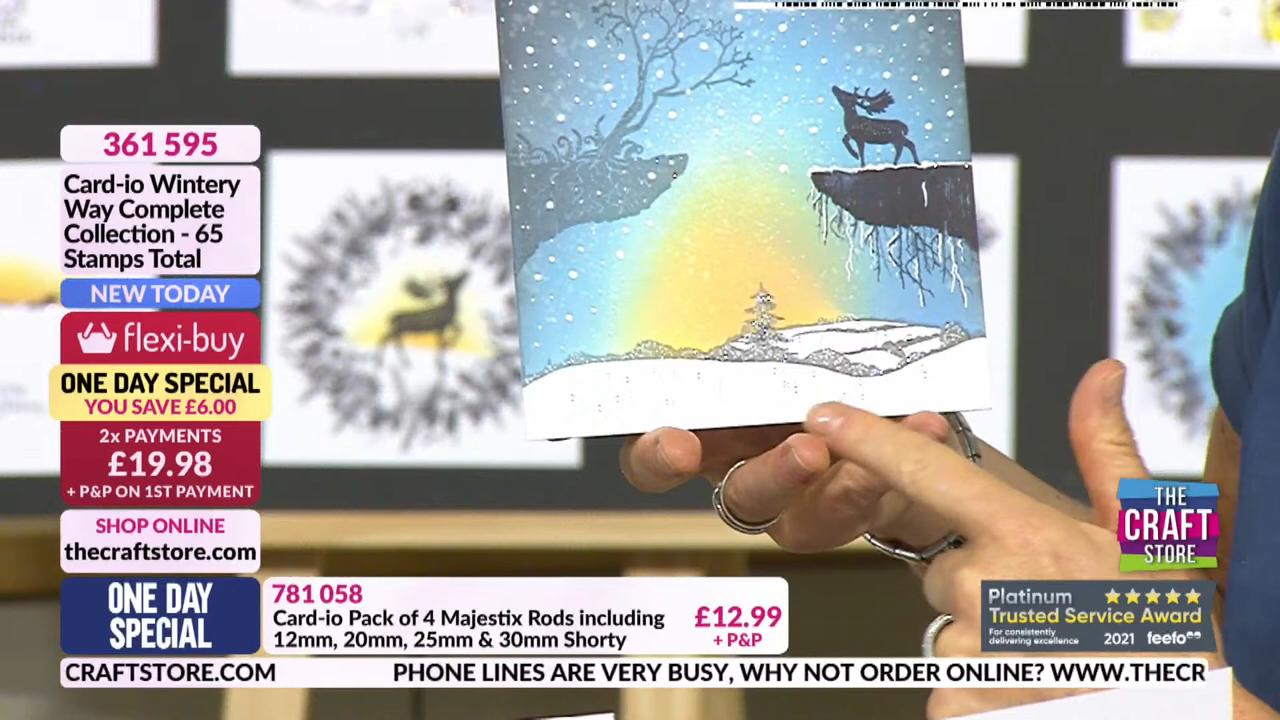 361 595
Card-io Wintery
Way Complete
Collection - 65
Stamps Total
NEW TODAY
flexi-buy
ONE DAY SPECIAL
YOU SAVE £6.00
2x PAYMENTS
£19.98
+ P&P ON 1ST PAYMENT
SHOP ONLINE
thecraftstore.com
ONE DAY
SPECIAL
781 058
Card-io Pack of 4 Majestix Rods including
12mm, 20mm, 25mm & 30mm Shorty
£12.99
+ P&P
THE
CRAFT
STORE
Platinum
Trusted Service Award
For consistently
delivering excellence
2021 feefo
CRAFTSTORE.COM PHONE LINES ARE VERY BUSY, WHY NOT ORDER ONLINE? WWW.THECR